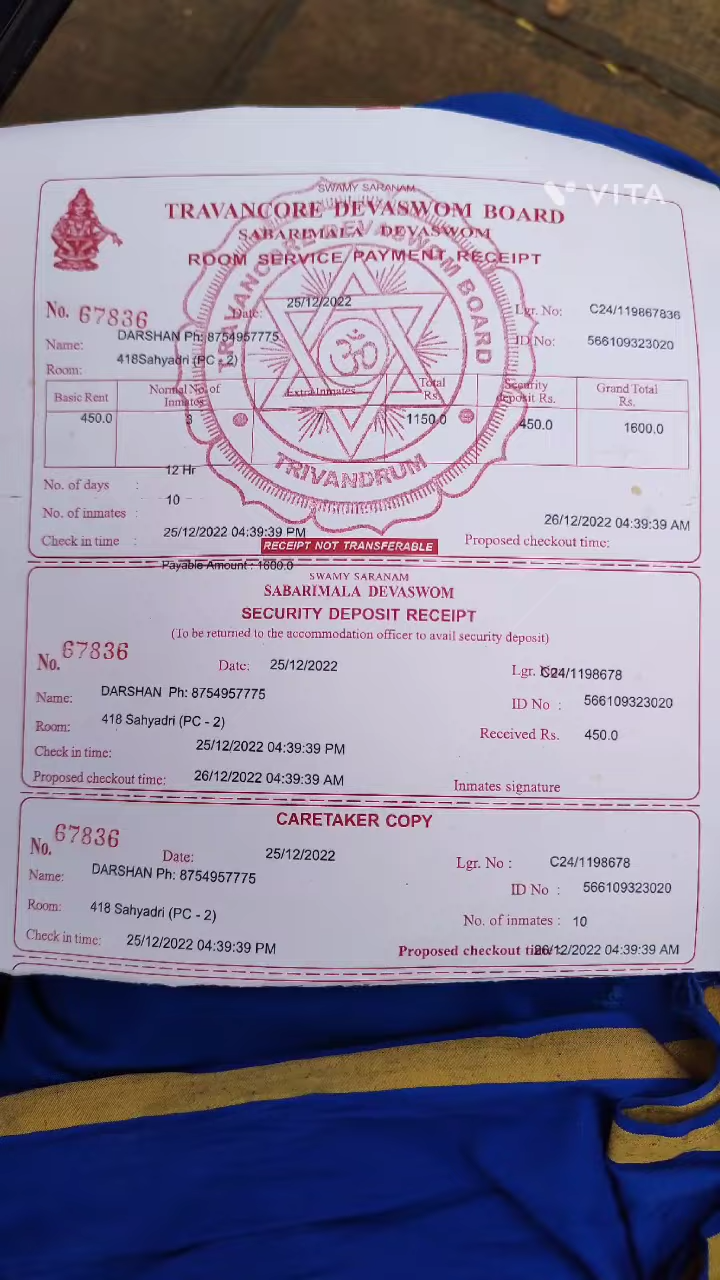 VITA
SWAMY SARANAM
TRAVANCORE DEVASWOM BOARD
SABARIMALA DEVASWOM
ROOM SERVICE PAYMENT RECEIPT
TRAVANCORE DEVASWOM BOARD
TRIVANDRUM
ॐ
No. 67836 Date: 25/12/2022 Lgr. No: C24/119867836
Name: DARSHAN Ph: 8754957775 ID No: 566109323020
Room: 418Sahyadri (PC - 2)
Basic Rent Normal No. of Inmates Extra Inmates Total Rs. Security deposit Rs. Grand Total Rs.
450.0 3 7 1150.0 450.0 1600.0
No. of days : 12 Hr
No. of inmates : 10
Check in time : 25/12/2022 04:39:39 PM Proposed checkout time: 26/12/2022 04:39:39 AM
RECEIPT NOT TRANSFERABLE
Payable Amount : 1600.0
SWAMY SARANAM
SABARIMALA DEVASWOM
SECURITY DEPOSIT RECEIPT
(To be returned to the accommodation officer to avail security deposit)
No. 67836 Date: 25/12/2022 Lgr. No: C24/1198678
Name: DARSHAN Ph: 8754957775 ID No : 566109323020
Room: 418 Sahyadri (PC - 2) Received Rs. 450.0
Check in time: 25/12/2022 04:39:39 PM
Proposed checkout time: 26/12/2022 04:39:39 AM Inmates signature
CARETAKER COPY
No. 67836 Date: 25/12/2022 Lgr. No : C24/1198678
Name: DARSHAN Ph: 8754957775 ID No : 566109323020
Room: 418 Sahyadri (PC - 2) No. of inmates : 10
Check in time: 25/12/2022 04:39:39 PM Proposed checkout time: 26/12/2022 04:39:39 AM